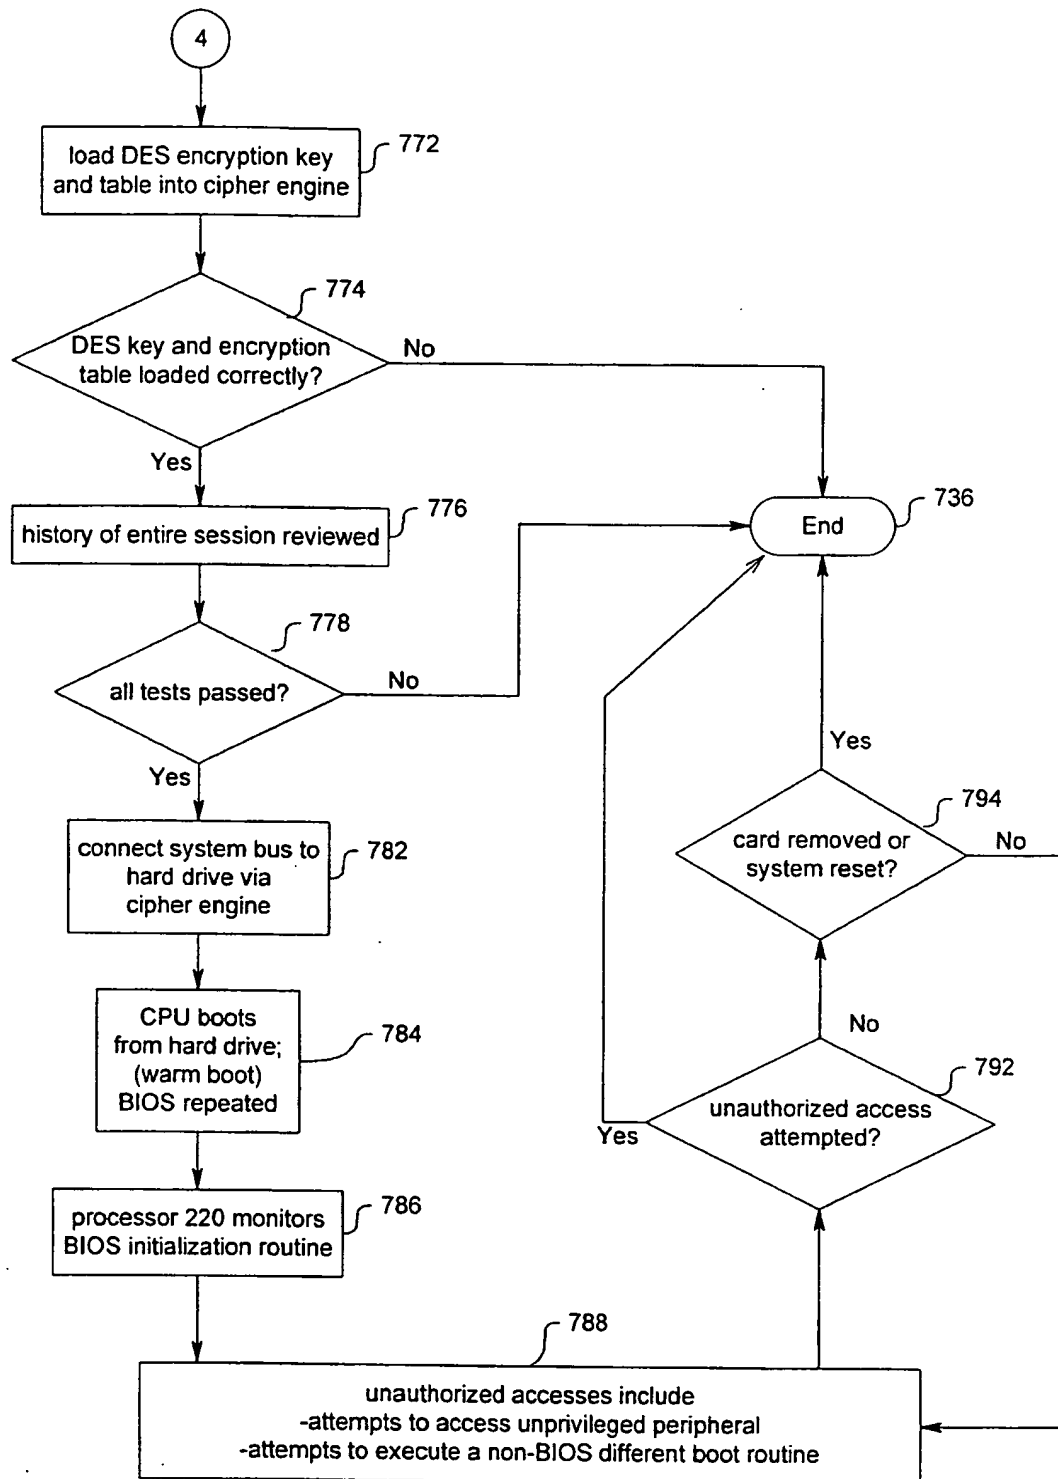 4
load DES encryption key
and table into cipher engine
772
774
DES key and encryption
table loaded correctly?
No
Yes
history of entire session reviewed
776
End
736
778
all tests passed?
No
Yes
connect system bus to
hard drive via
cipher engine
782
Yes
794
card removed or
system reset?
No
CPU boots
from hard drive;
(warm boot)
BIOS repeated
784
No
792
unauthorized access
attempted?
Yes
processor 220 monitors
BIOS initialization routine
786
788
unauthorized accesses include
-attempts to access unprivileged peripheral
-attempts to execute a non-BIOS different boot routine